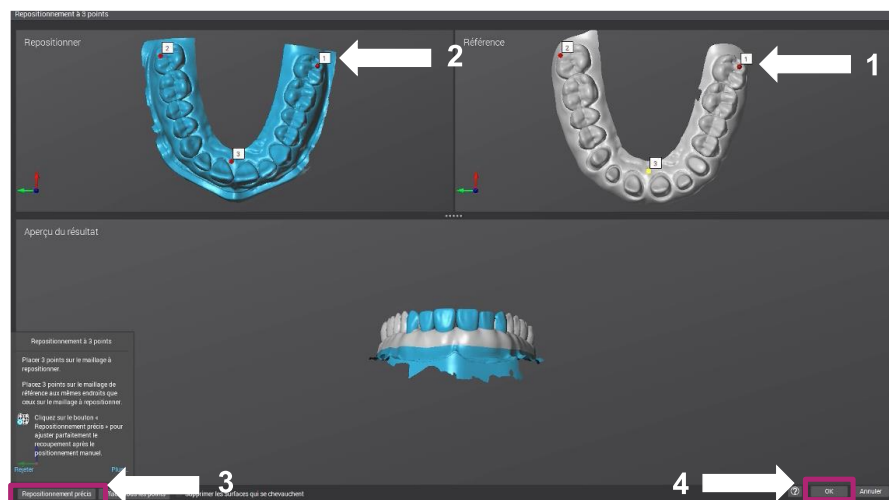 Repositionnement à 3 points
Repositionner
2
1
3
2
Référence
2
1
3
1
Aperçu du résultat
Repositionnement à 3 points
Placer 3 points sur le maillage à
repositionner.
Placez 3 points sur le maillage de
référence aux mêmes endroits que
ceux sur le maillage à repositionner.
Cliquez sur le bouton «
Repositionnement précis » pour
ajuster parfaitement le
recoupement après le
positionnement manuel.
Rejeter
Plus
Repositionnement précis
les points
3
Supprimer les surfaces qui se chevauchent
4
?
OK
Annuler